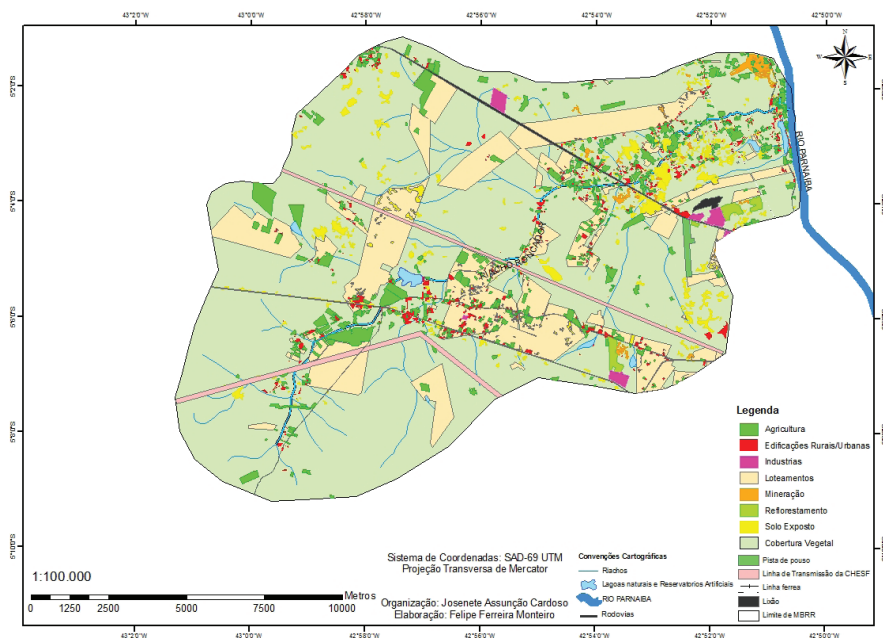 43°2'0"S
43°0'0"S
42°58'0"S
42°56'0"S
42°54'0"S
42°52'0"S
42°50'0"S
N
W
E
S
RIO PARNAIBA
RIACHO RONCADOR
Legenda
Agricultura
Edificações Rurais/Urbanas
Industrias
Loteamentos
Mineração
Reflorestamento
Solo Exposto
Cobertura Vegetal
Pista de pouso
Linha de Transmissão da CHESF
Linha ferrea
Lixão
Limite de MBRR
Sistema de Coordenadas: SAD-69 UTM
Projeção Transversa de Mercator
Convenções Cartográficas
Riachos
Lagoas naturais e Reservatorios Artificiais
RIO PARNAIBA
Rodovias
1:100.000
Metros
0 1250 2500 5000 7500 10000
Organização: Josenete Assunção Cardoso
Elaboração: Felipe Ferreira Monteiro
43°2'0"S
43°0'0"S
42°58'0"S
42°56'0"S
42°54'0"S
42°52'0"S
42°50'0"S